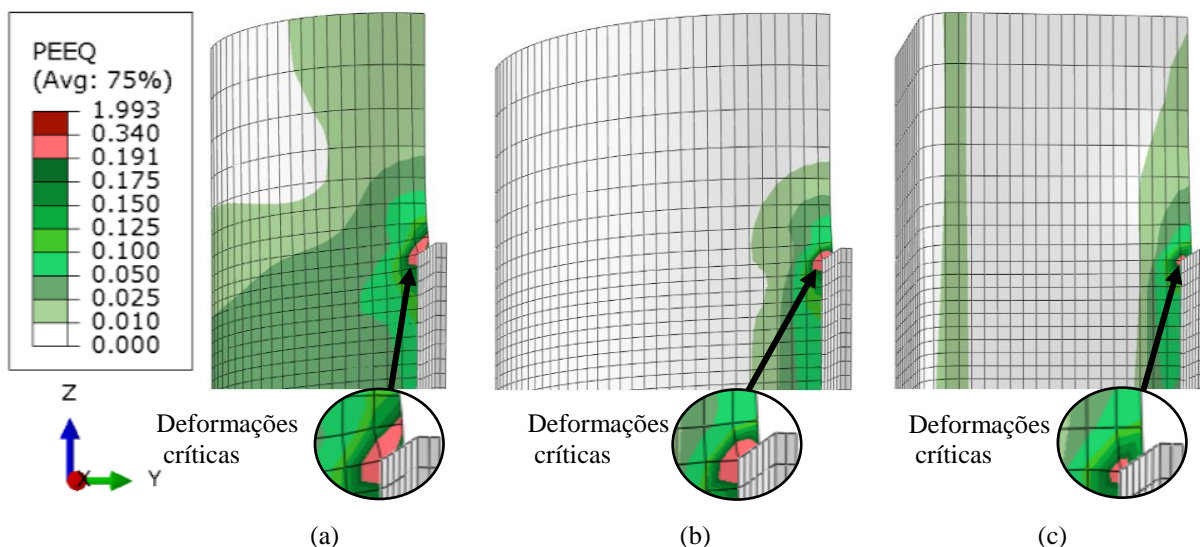 PEEQ
(Avg: 75%)
1.993
0.340
0.191
0.175
0.150
0.125
0.100
0.050
0.025
0.010
0.000
Z
X
Y
Deformações
críticas
Deformações
críticas
Deformações
críticas
(a)
(b)
(c)